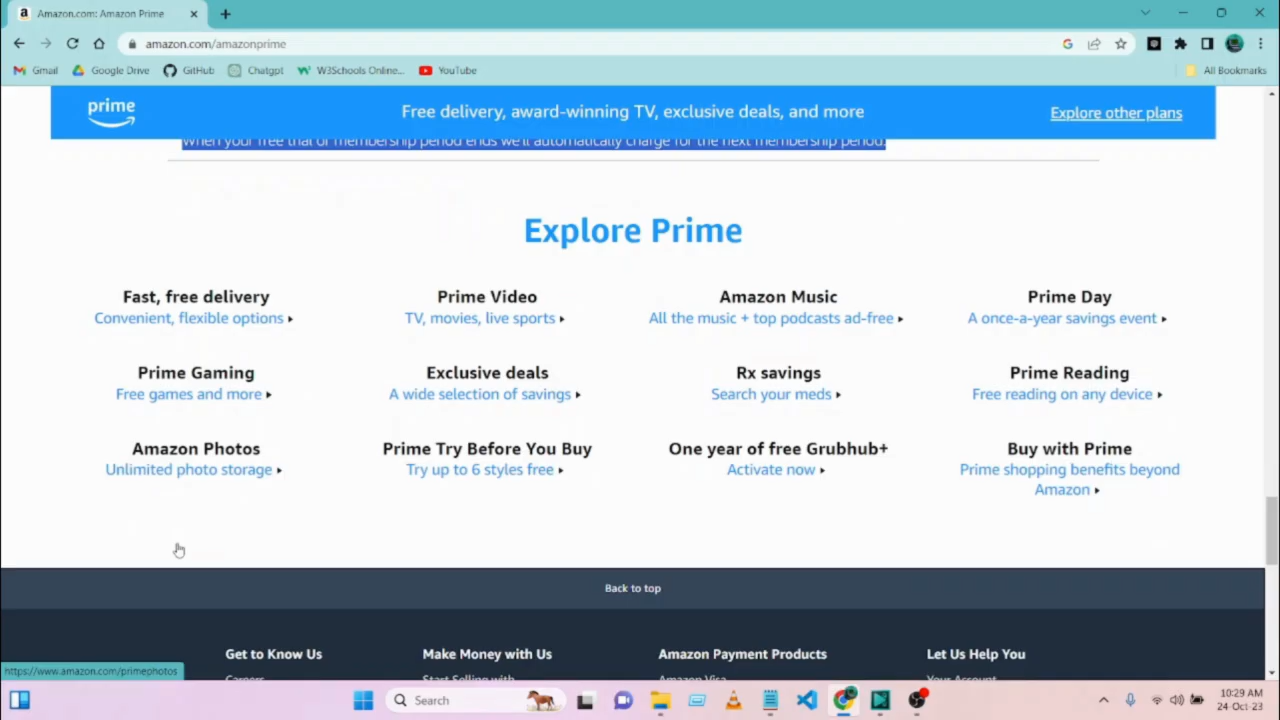 Amazon.com: Amazon Prime
amazon.com/amazonprime
Gmail
Google Drive
GitHub
Chatgpt
W3Schools Online...
YouTube
All Bookmarks
prime
Free delivery, award-winning TV, exclusive deals, and more
Explore other plans
When your free trial or membership period ends we'll automatically charge for the next membership period.
Explore Prime
Fast, free delivery
Convenient, flexible options
Prime Video
TV, movies, live sports
Amazon Music
All the music + top podcasts ad-free
Prime Day
A once-a-year savings event
Prime Gaming
Free games and more
Exclusive deals
A wide selection of savings
Rx savings
Search your meds
Prime Reading
Free reading on any device
Amazon Photos
Unlimited photo storage
Prime Try Before You Buy
Try up to 6 styles free
One year of free Grubhub+
Activate now
Buy with Prime
Prime shopping benefits beyond
Amazon
Back to top
Get to Know Us
Make Money with Us
Amazon Payment Products
Let Us Help You
Careers
Start Selling with
Amazon Visa
Your Account
https://www.amazon.com/primephotos
Search
10:29 AM
24-Oct-23